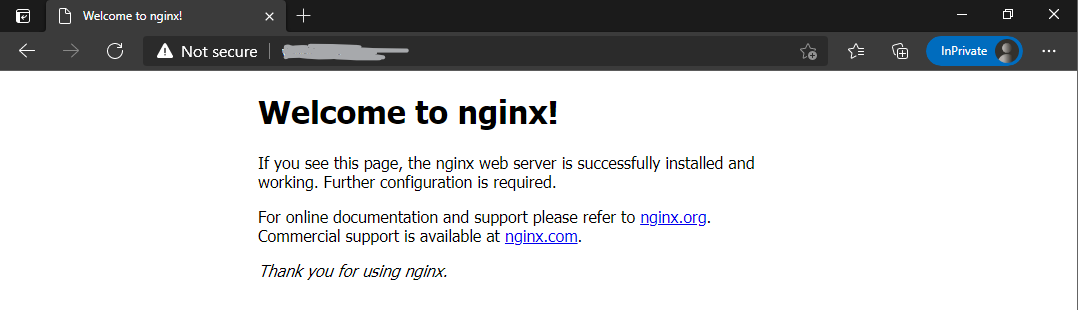 Welcome to nginx!
Not secure
InPrivate
Welcome to nginx!
If you see this page, the nginx web server is successfully installed and
working. Further configuration is required.
For online documentation and support please refer to nginx.org.
Commercial support is available at nginx.com.
Thank you for using nginx.